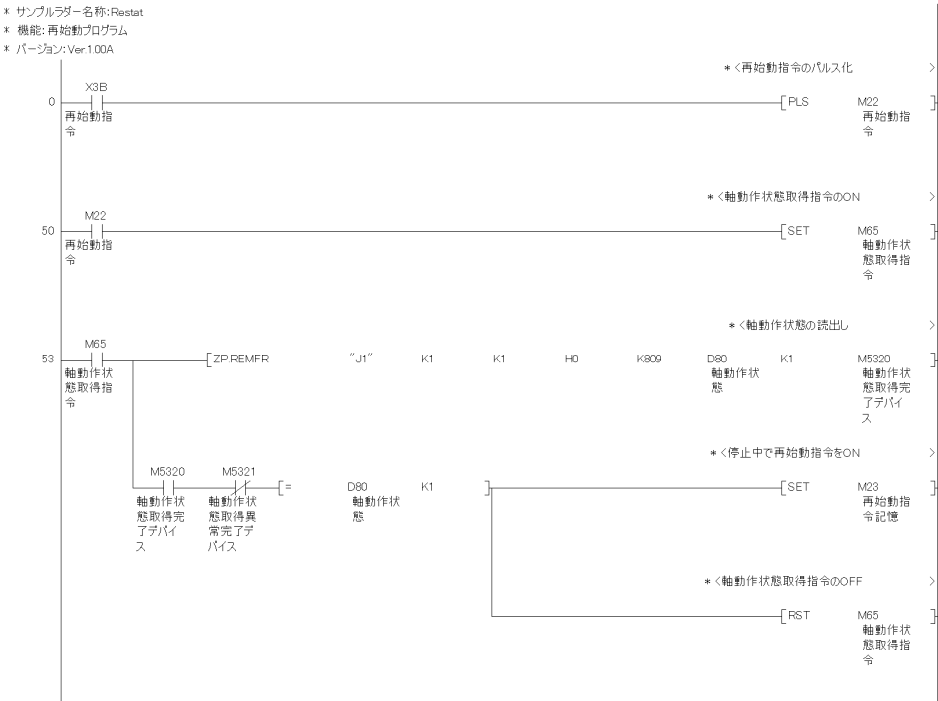 * サンプルラダー名称:Restat
* 機能:再始動プログラム
* バージョン:Ver.1.00A
* <再始動指令のパルス化 >
X3B
0 [ PLS M22 ]
再始動指 再始動指
令 令
* <軸動作状態取得指令のON >
M22
50 [ SET M65 ]
再始動指 軸動作状
令 態取得指
令
* <軸動作状態の読出し >
M65
53 [ ZP.REMFR "J1" K1 K1 H0 K809 D80 K1 M5320 ]
軸動作状 軸動作状 軸動作状
態取得指 態 態取得完
令 了デバイ
ス
* <停止中で再始動指令をON >
M5320 M5321
[ = D80 K1 ] [ SET M23 ]
軸動作状 軸動作状 軸動作状 再始動指
態取得完 態取得異 態 令記憶
了デバイ 常完了デ
ス バイス
* <軸動作状態取得指令のOFF >
[ RST M65 ]
軸動作状
態取得指
令